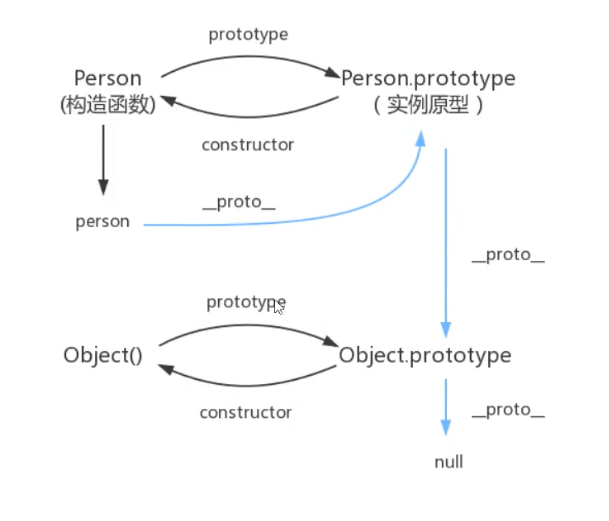 prototype
Person
Person.prototype
(构造函数)
( 实例原型 )
constructor
__proto__
person
__proto__
prototype
Object()
Object.prototype
constructor
__proto__
null